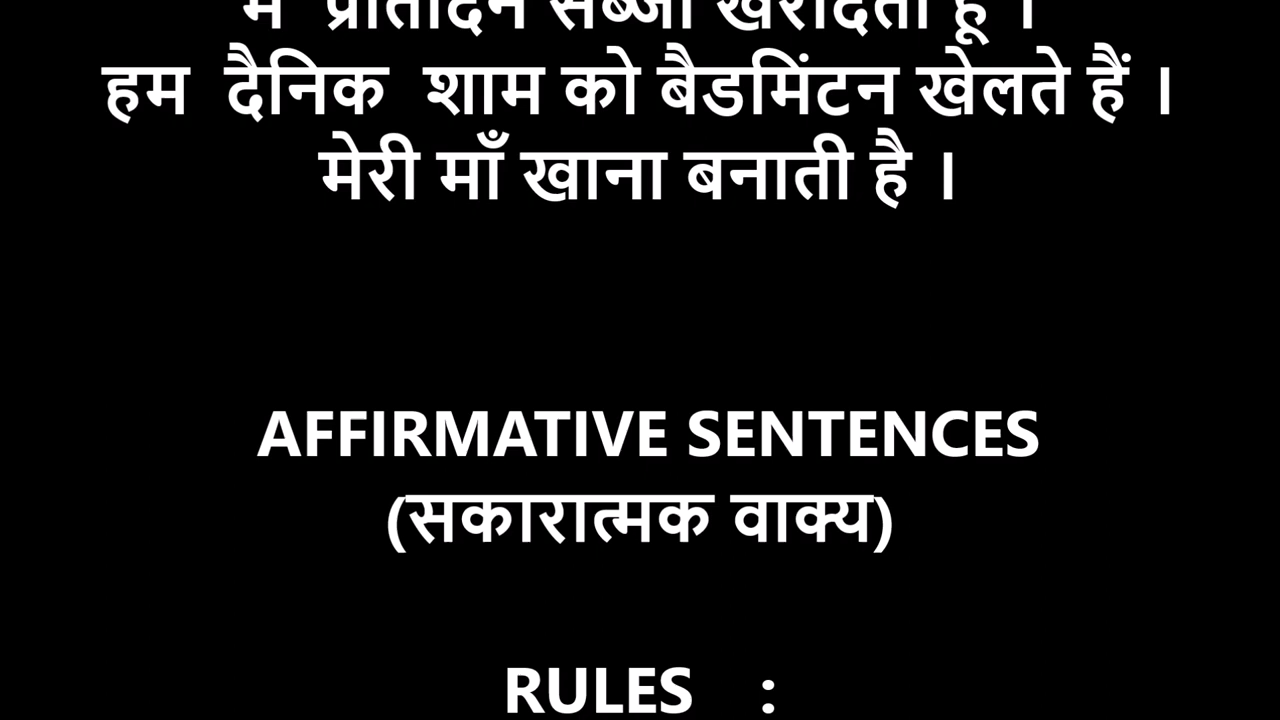 मैं प्रतिदिन सब्जी खरीदता हूँ ।
हम दैनिक शाम को बैडमिंटन खेलते हैं ।
मेरी माँ खाना बनाती है ।
AFFIRMATIVE SENTENCES
(सकारात्मक वाक्य)
RULES :